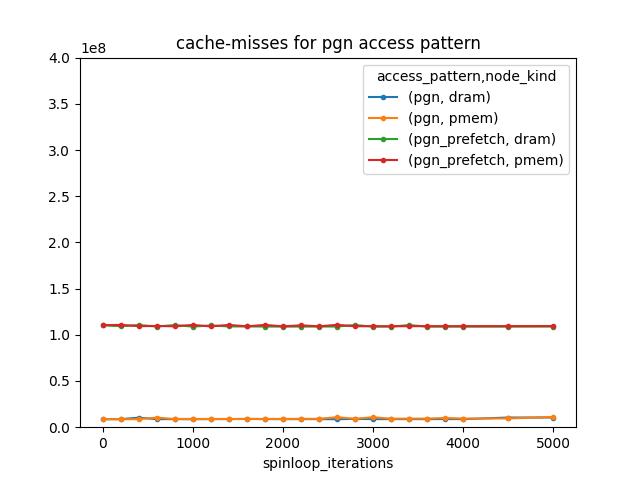 cache-misses for pgn access pattern
1e8
4.0
3.5
3.0
2.5
2.0
1.5
1.0
0.5
0.0
access_pattern,node_kind
(pgn, dram)
(pgn, pmem)
(pgn_prefetch, dram)
(pgn_prefetch, pmem)
0 1000 2000 3000 4000 5000
spinloop_iterations